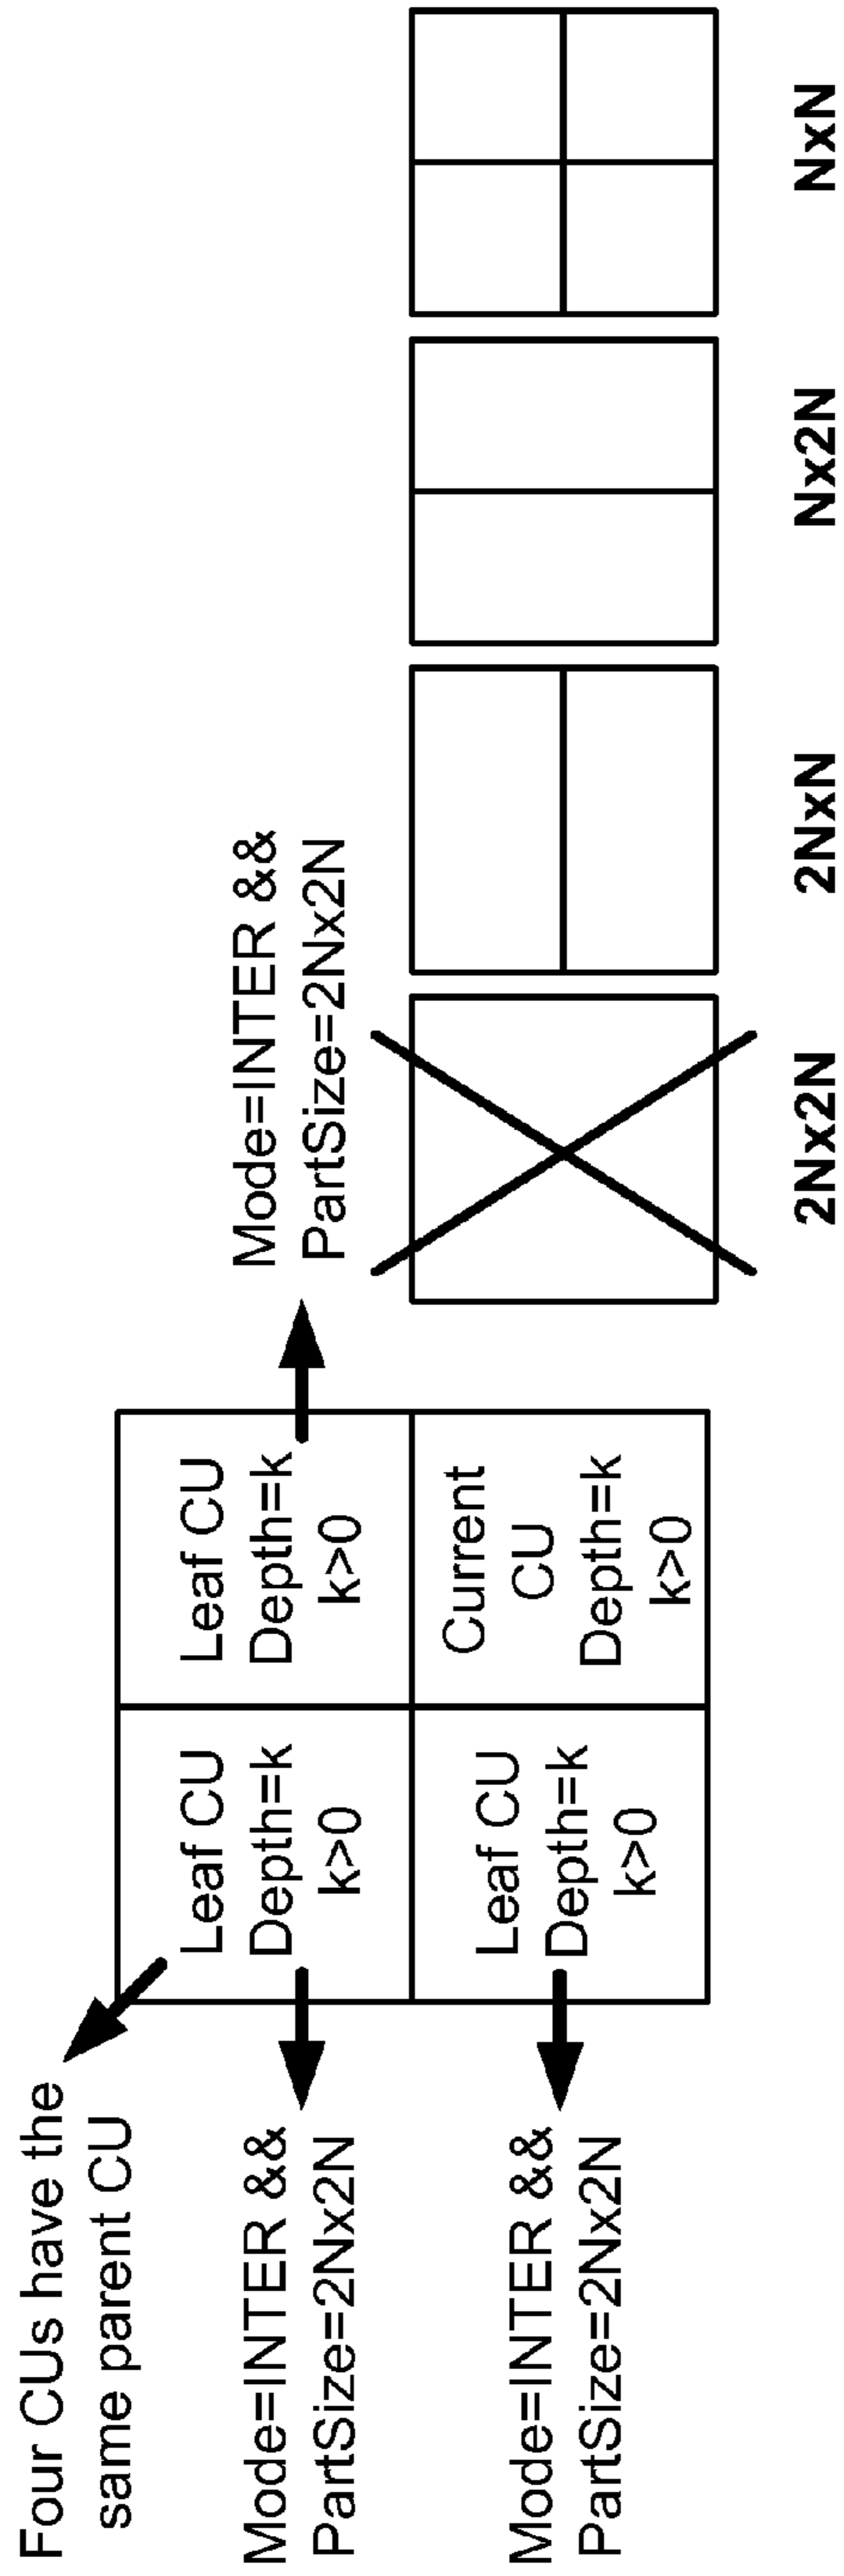 Four CUs have the
same parent CU
Mode=INTER &&
PartSize=2Nx2N
Mode=INTER &&
PartSize=2Nx2N
Leaf CU
Depth=k
k>0
Leaf CU
Depth=k
k>0
Leaf CU
Depth=k
k>0
Current
CU
Depth=k
k>0
Mode=INTER &&
PartSize=2Nx2N
2Nx2N
2NxN
Nx2N
NxN